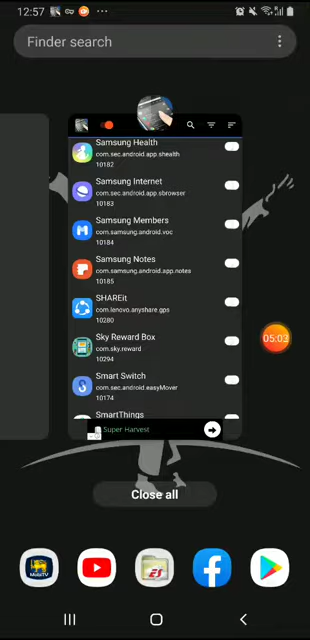 12:57
Finder search
Samsung Health
com.sec.android.app.shealth
10182
Samsung Internet
com.sec.android.app.sbrowser
10183
Samsung Members
com.samsung.android.voc
10184
Samsung Notes
com.samsung.android.app.notes
10185
SHAREit
com.lenovo.anyshare.gps
10280
05:03
Sky Reward Box
com.sky.reward
10294
Smart Switch
com.sec.android.easyMover
10174
SmartThings
Super Harvest
Close all
MobiTV
ES